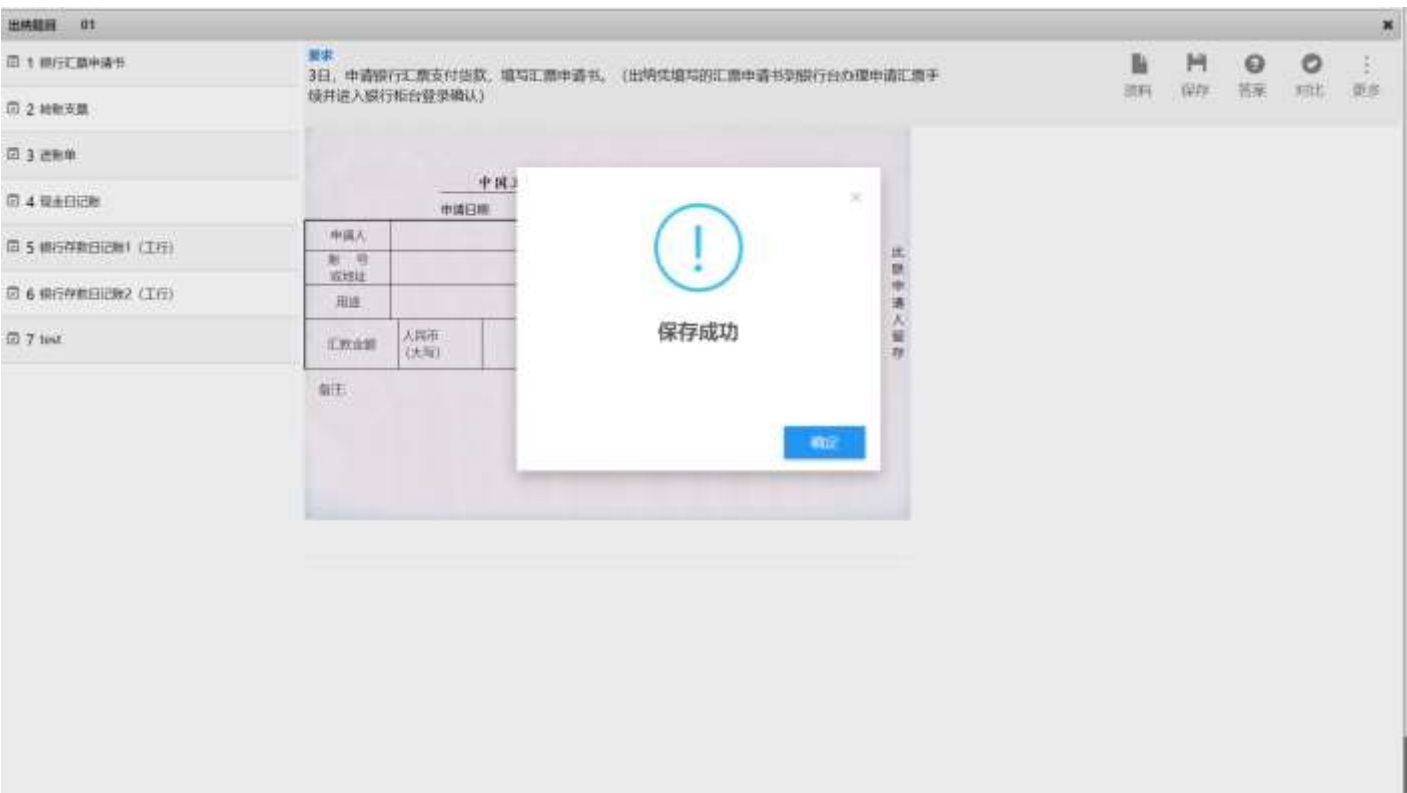 出纳题目 01
1 银行汇票申请书
2 转账支票
3 进账单
4 现金日记账
5 银行存款日记账1（工行）
6 银行存款日记账2（工行）
7 test
要求
3日，申请银行汇票支付货款，填写汇票申请书。（出纳凭填写的汇票申请书到银行台办理申请汇票手
续并进入银行柜台登录确认）
资料
保存
答案
对比
更多
中国
申请日期
申请人
账 号
或地址
用途
汇款金额
人民币
（大写）
备注:
此联申请人留存
保存成功
确定